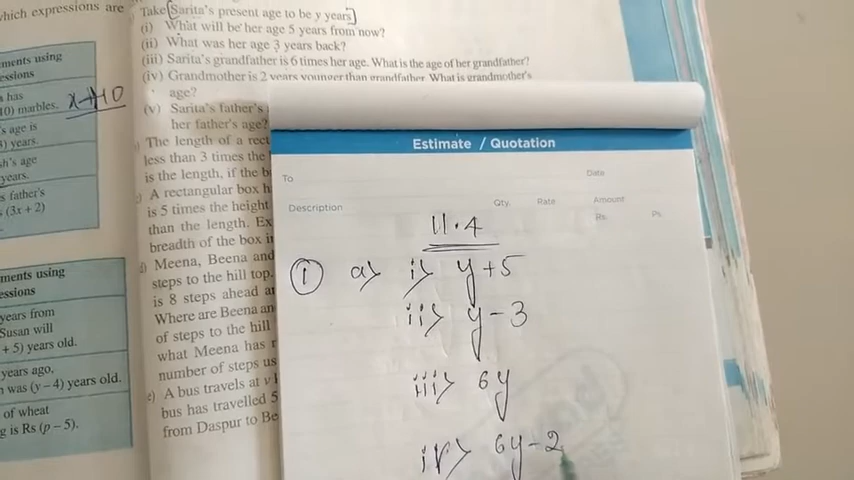 which expressions are
Take Sarita's present age to be y years
(i) What will be her age 5 years from now?
(ii) What was her age 3 years back?
(iii) Sarita's grandfather is 6 times her age. What is the age of her grandfather?
(iv) Grandmother is 2 years younger than grandfather. What is grandmother's
age?
(v) Sarita's father's
her father's age?
The length of a rect
less than 3 times the
is the length, if the b
A rectangular box h
is 5 times the height
than the length. Ex
breadth of the box i
Meena, Beena and
steps to the hill top.
is 8 steps ahead a
Where are Beena an
of steps to the hill
what Meena has
number of steps us
e) A bus travels at v
bus has travelled 5
from Daspur to Be
ments using
essions
has
10) marbles. x+10
's age is
) years.
sh's age
years.
s father's
(3x + 2)
ments using
essions
years from
Susan will
+ 5) years old.
years ago,
was (y – 4) years old.
of wheat
g is Rs (p – 5).
Estimate / Quotation
To
Date
Description
Qty.
Rate
Amount
Rs.
Ps.
11.4
1 a) i) y+5
ii) y-3
iii) 6y
iv) 6y-2